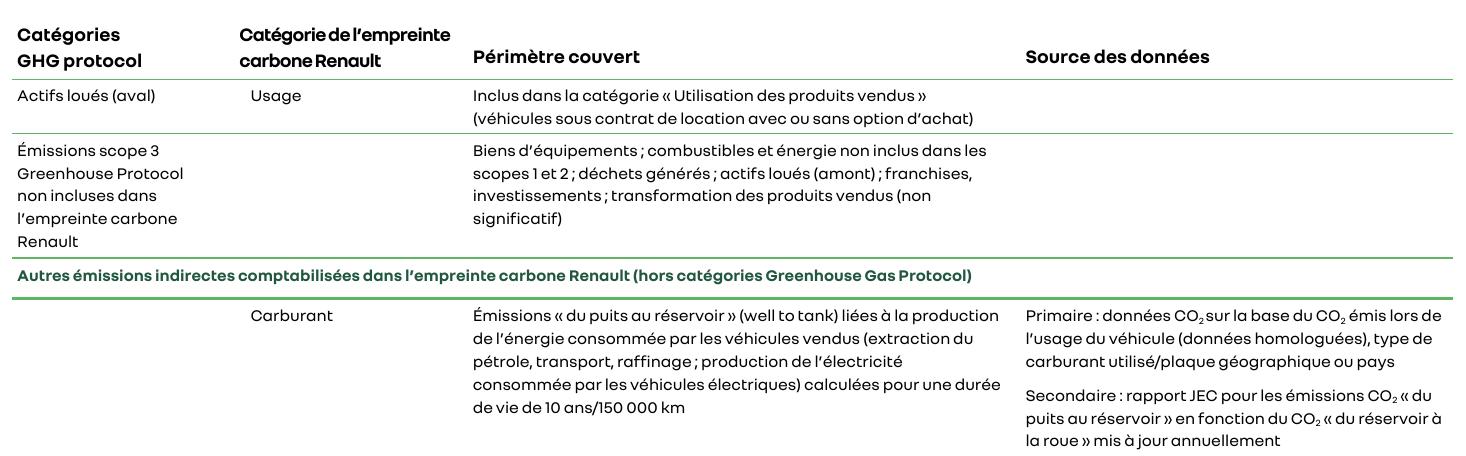 Catégories
GHG protocol
Catégorie de l’empreinte
carbone Renault
Périmètre couvert
Source des données
Actifs loués (aval)
Usage
Inclus dans la catégorie « Utilisation des produits vendus »
(véhicules sous contrat de location avec ou sans option d’achat)
Émissions scope 3
Greenhouse Protocol
non incluses dans
l’empreinte carbone
Renault
Biens d’équipements ; combustibles et énergie non inclus dans les
scopes 1 et 2 ; déchets générés ; actifs loués (amont) ; franchises,
investissements ; transformation des produits vendus (non
significatif)
Autres émissions indirectes comptabilisées dans l’empreinte carbone Renault (hors catégories Greenhouse Gas Protocol)
Carburant
Émissions « du puits au réservoir » (well to tank) liées à la production
de l’énergie consommée par les véhicules vendus (extraction du
pétrole, transport, raffinage ; production de l’électricité
consommée par les véhicules électriques) calculées pour une durée
de vie de 10 ans/150 000 km
Primaire : données CO₂ sur la base du CO₂ émis lors de
l’usage du véhicule (données homologuées), type de
carburant utilisé/plaque géographique ou pays
Secondaire : rapport JEC pour les émissions CO₂ « du
puits au réservoir » en fonction du CO₂ « du réservoir à
la roue » mis à jour annuellement